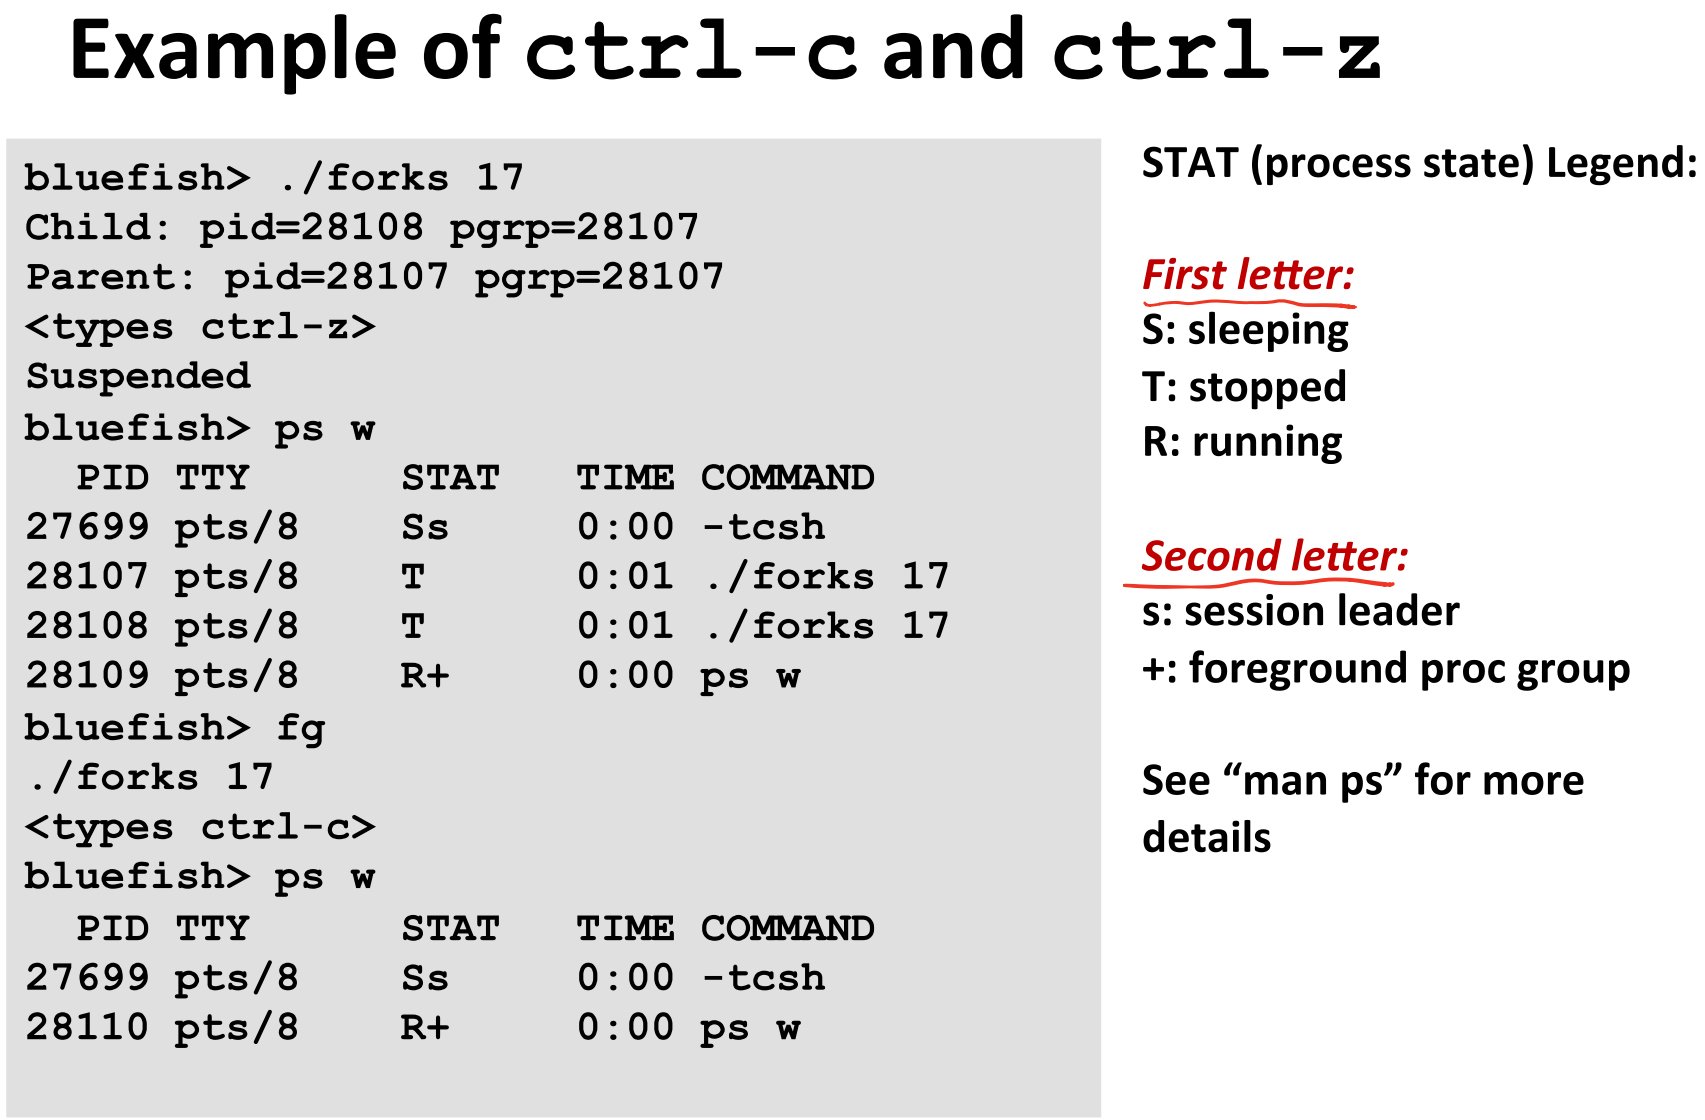 Example of ctrl-c and ctrl-z
bluefish> ./forks 17
Child: pid=28108 pgrp=28107
Parent: pid=28107 pgrp=28107
<types ctrl-z>
Suspended
bluefish> ps w
  PID TTY      STAT   TIME COMMAND
27699 pts/8    Ss     0:00 -tcsh
28107 pts/8    T      0:01 ./forks 17
28108 pts/8    T      0:01 ./forks 17
28109 pts/8    R+     0:00 ps w
bluefish> fg
./forks 17
<types ctrl-c>
bluefish> ps w
  PID TTY      STAT   TIME COMMAND
27699 pts/8    Ss     0:00 -tcsh
28110 pts/8    R+     0:00 ps w
STAT (process state) Legend:
First letter:
S: sleeping
T: stopped
R: running
Second letter:
s: session leader
+: foreground proc group
See “man ps” for more
details